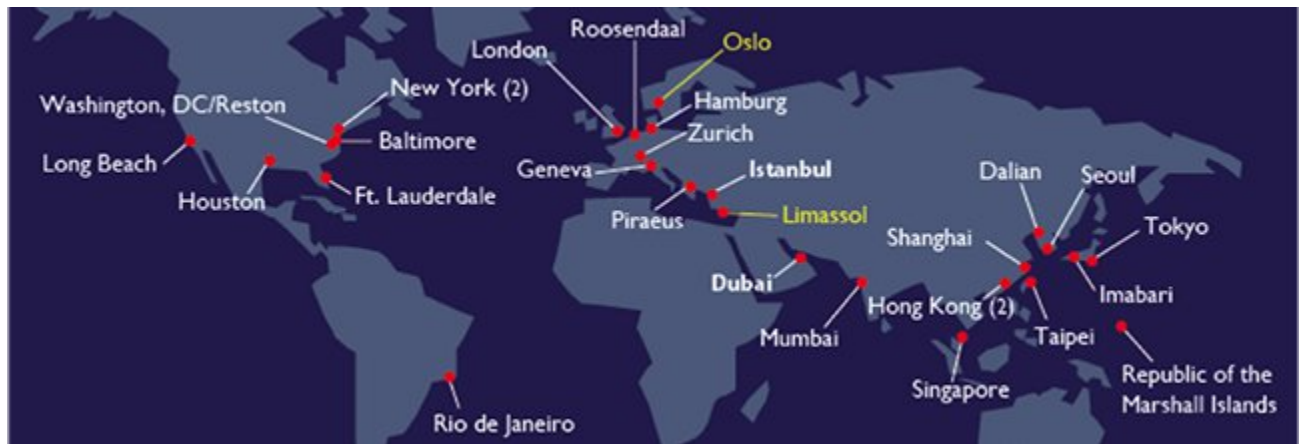 Roosendaal
Oslo
London
New York (2)
Hamburg
Washington, DC/Reston
Zurich
Baltimore
Long Beach
Geneva
Istanbul
Dalian
Seoul
Houston
Ft. Lauderdale
Piraeus
Limassol
Shanghai
Tokyo
Dubai
Hong Kong (2)
Imabari
Mumbai
Taipei
Singapore
Republic of the
Marshall Islands
Rio de Janeiro